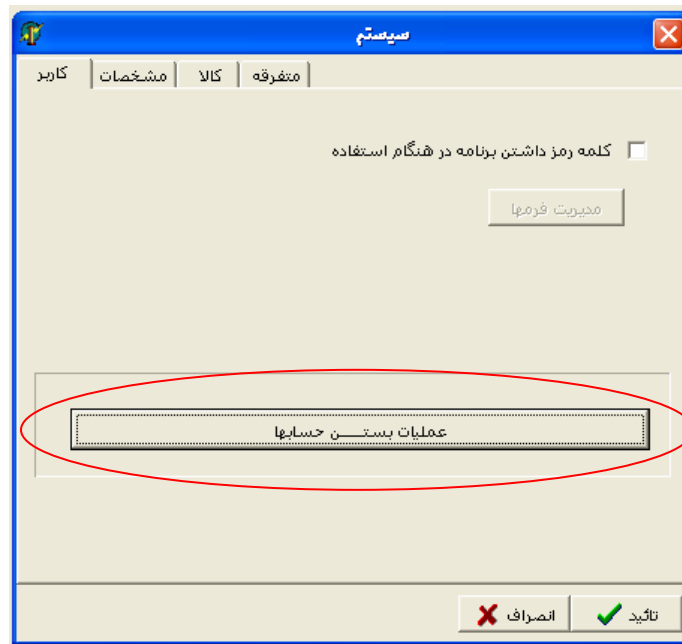 سیستم
کاربر
مشخصات
کالا
متفرقه
کلمه رمز داشتن برنامه در هنگام استفاده
مدیریت فرمها
عملیات بستـــــن حسابها
تائید
انصراف